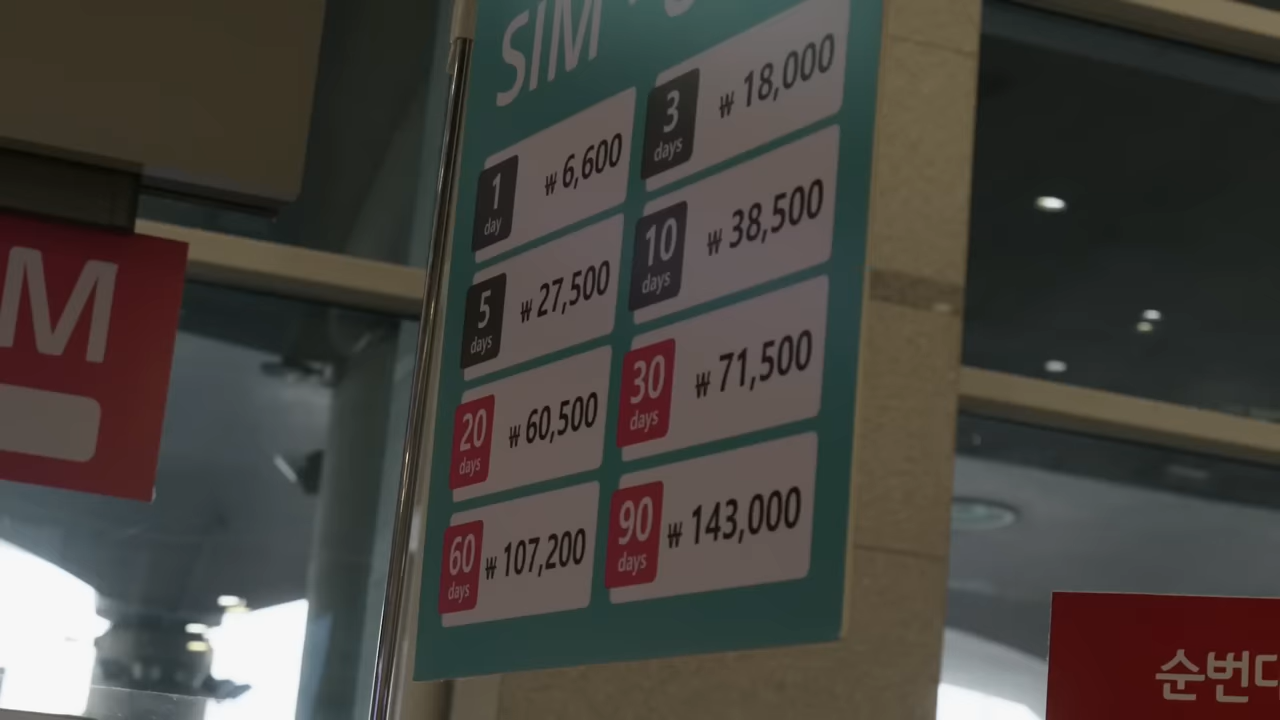 SIM
1 day ₩ 6,600
3 days ₩ 18,000
5 days ₩ 27,500
10 days ₩ 38,500
20 days ₩ 60,500
30 days ₩ 71,500
60 days ₩ 107,200
90 days ₩ 143,000
M
순번